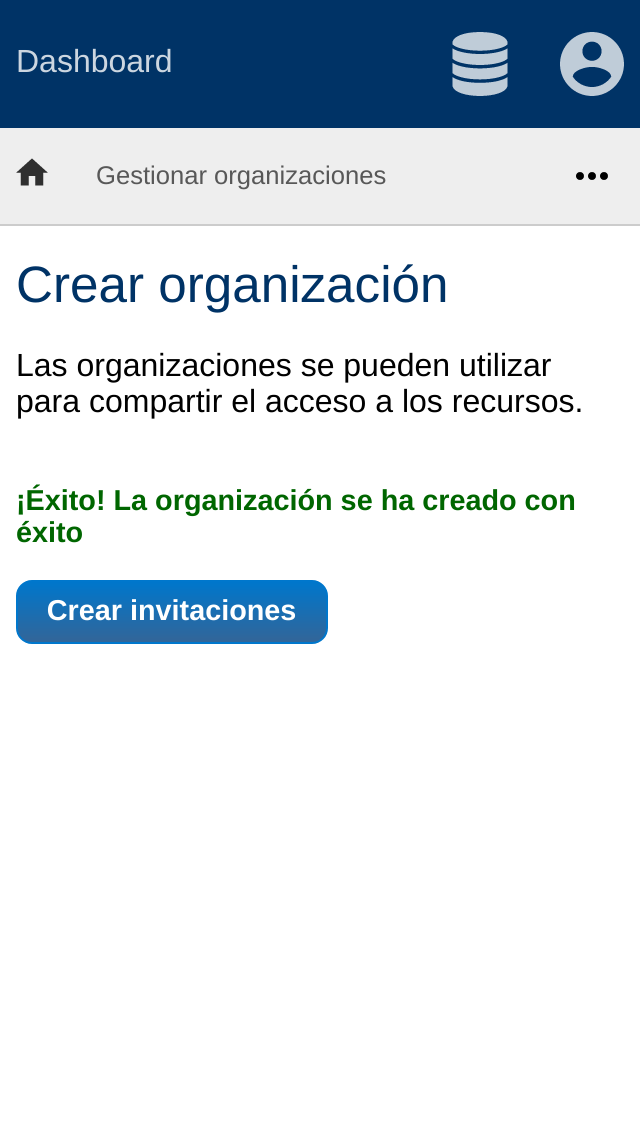 Dashboard
Gestionar organizaciones
Crear organización
Las organizaciones se pueden utilizar
para compartir el acceso a los recursos.
¡Éxito! La organización se ha creado con
éxito
Crear invitaciones